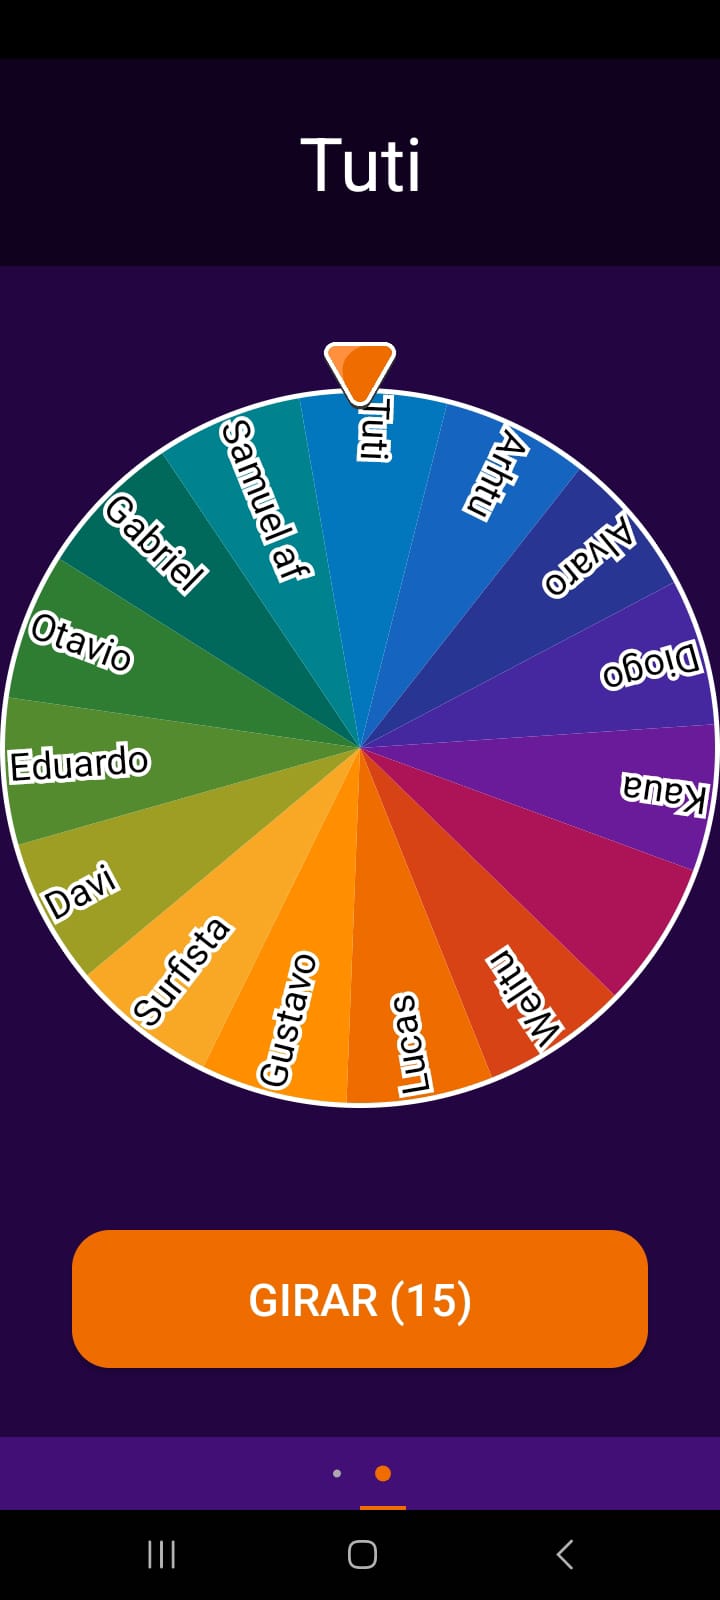 Tuti
Tuti
Arhtu
Alvaro
Diogo
Kaua
Welitu
Lucas
Gustavo
Surfista
Davi
Eduardo
Otavio
Gabriel
Samuel af
GIRAR (15)